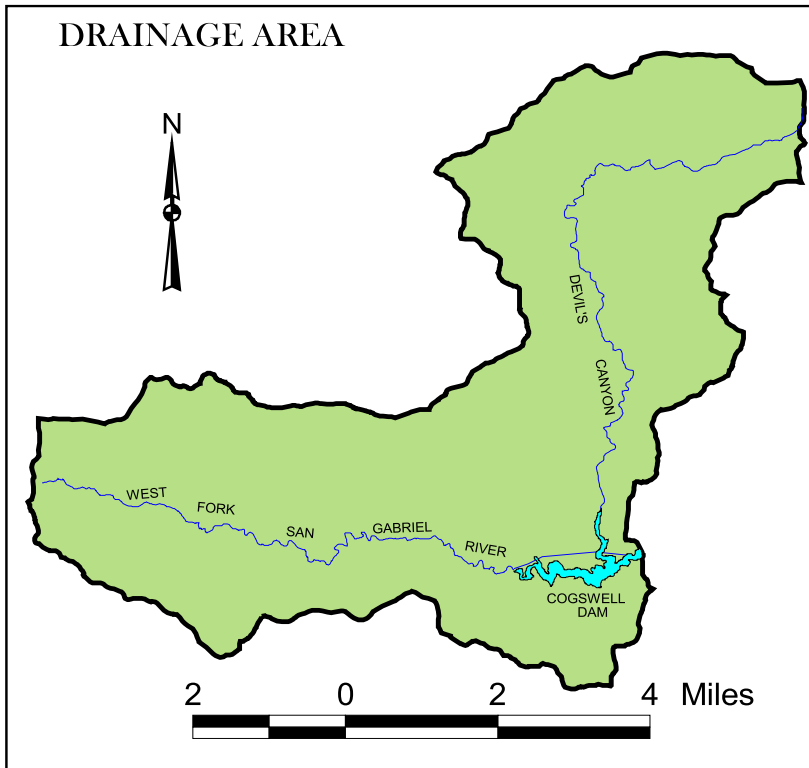 DRAINAGE AREA
N
DEVIL'S
CANYON
WEST
FORK
SAN
GABRIEL
RIVER
COGSWELL
DAM
2 0 2 4 Miles